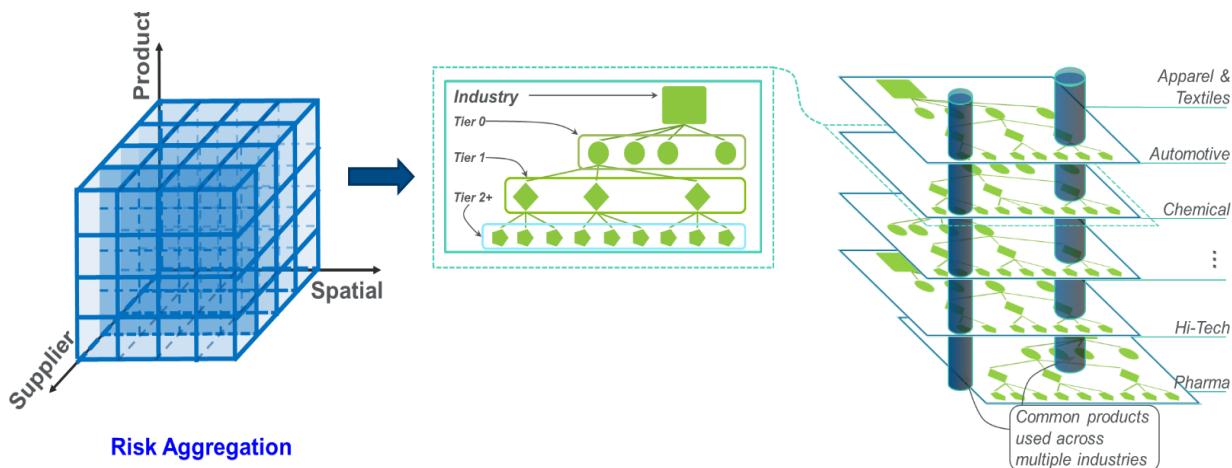 Product
Spatial
Supplier
Risk Aggregation
Industry
Tier 0
Tier 1
Tier 2+
Apparel &
Textiles
Automotive
Chemical
...
Hi-Tech
Pharma
Common products
used across
multiple industries